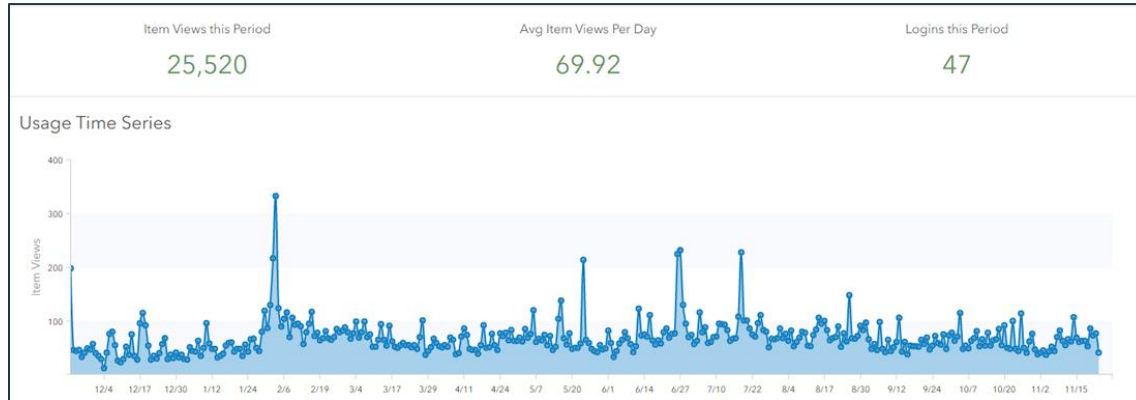 Item Views this Period Avg Item Views Per Day Logins this Period
25,520 69.92 47
Usage Time Series
400
300
200
100
Item Views
12/4 12/17 12/30 1/12 1/24 2/6 2/19 3/4 3/17 3/29 4/11 4/24 5/7 5/20 6/1 6/14 6/27 7/10 7/22 8/4 8/17 8/30 9/12 9/24 10/7 10/20 11/2 11/15